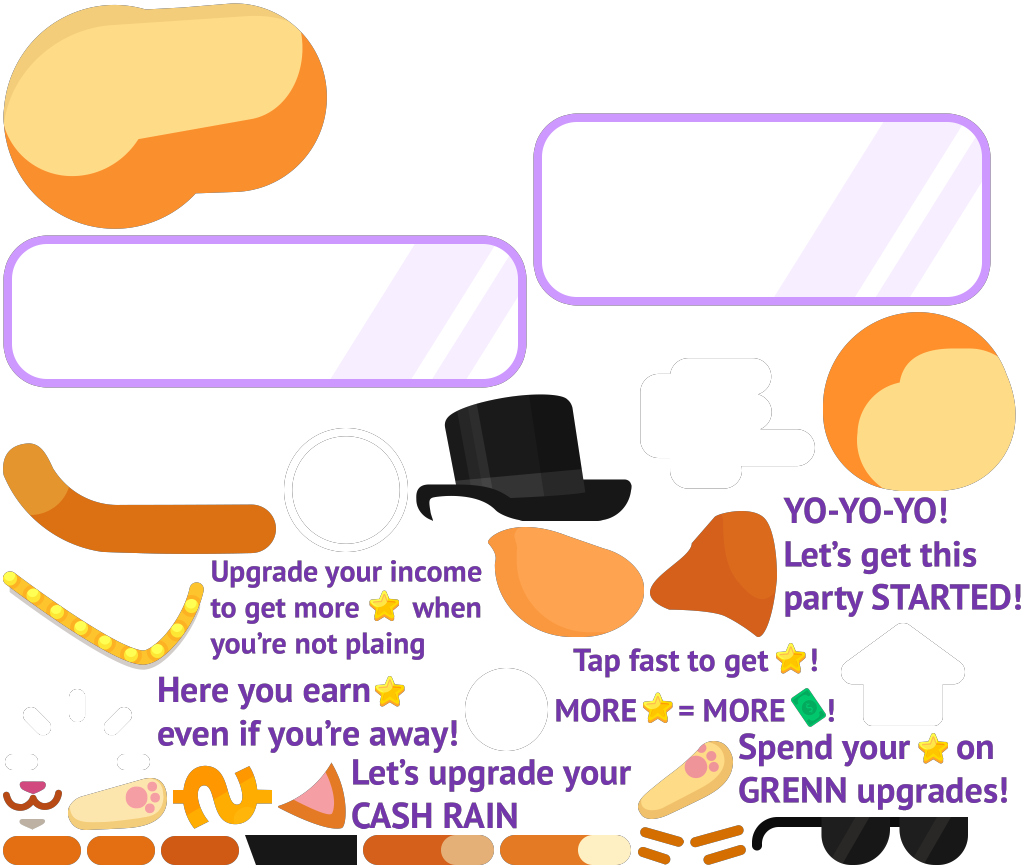 YO-YO-YO!
Let’s get this
party STARTED!
Upgrade your income
to get more when
you’re not plaing
Tap fast to get !
MORE = MORE !
Here you earn
even if you’re away!
Spend your on
GRENN upgrades!
Let’s upgrade your
CASH RAIN